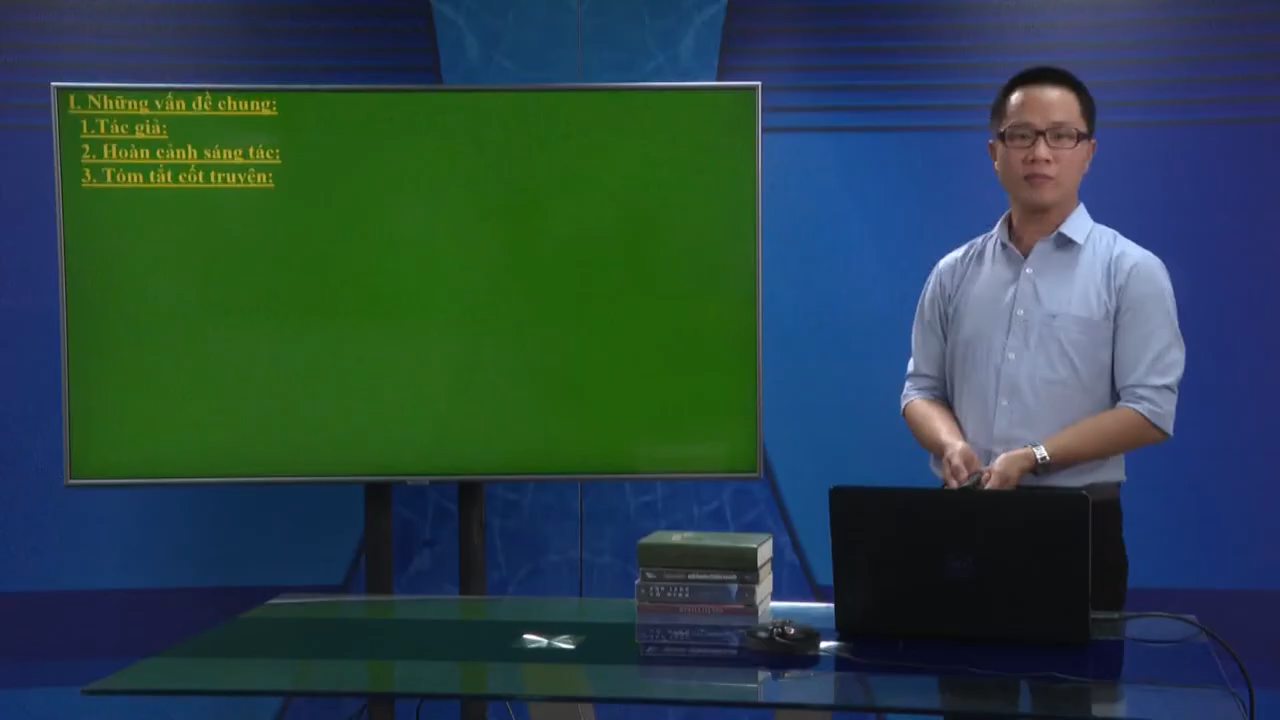 I. Những vấn đề chung:
1.Tác giả:
2. Hoàn cảnh sáng tác:
3. Tóm tắt cốt truyện: